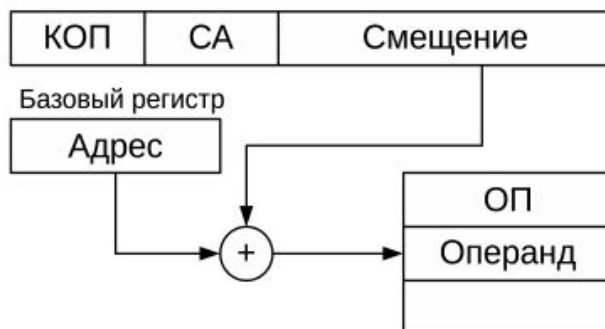 КОП СА Смещение
Базовый регистр
Адрес
ОП
+
Операнд